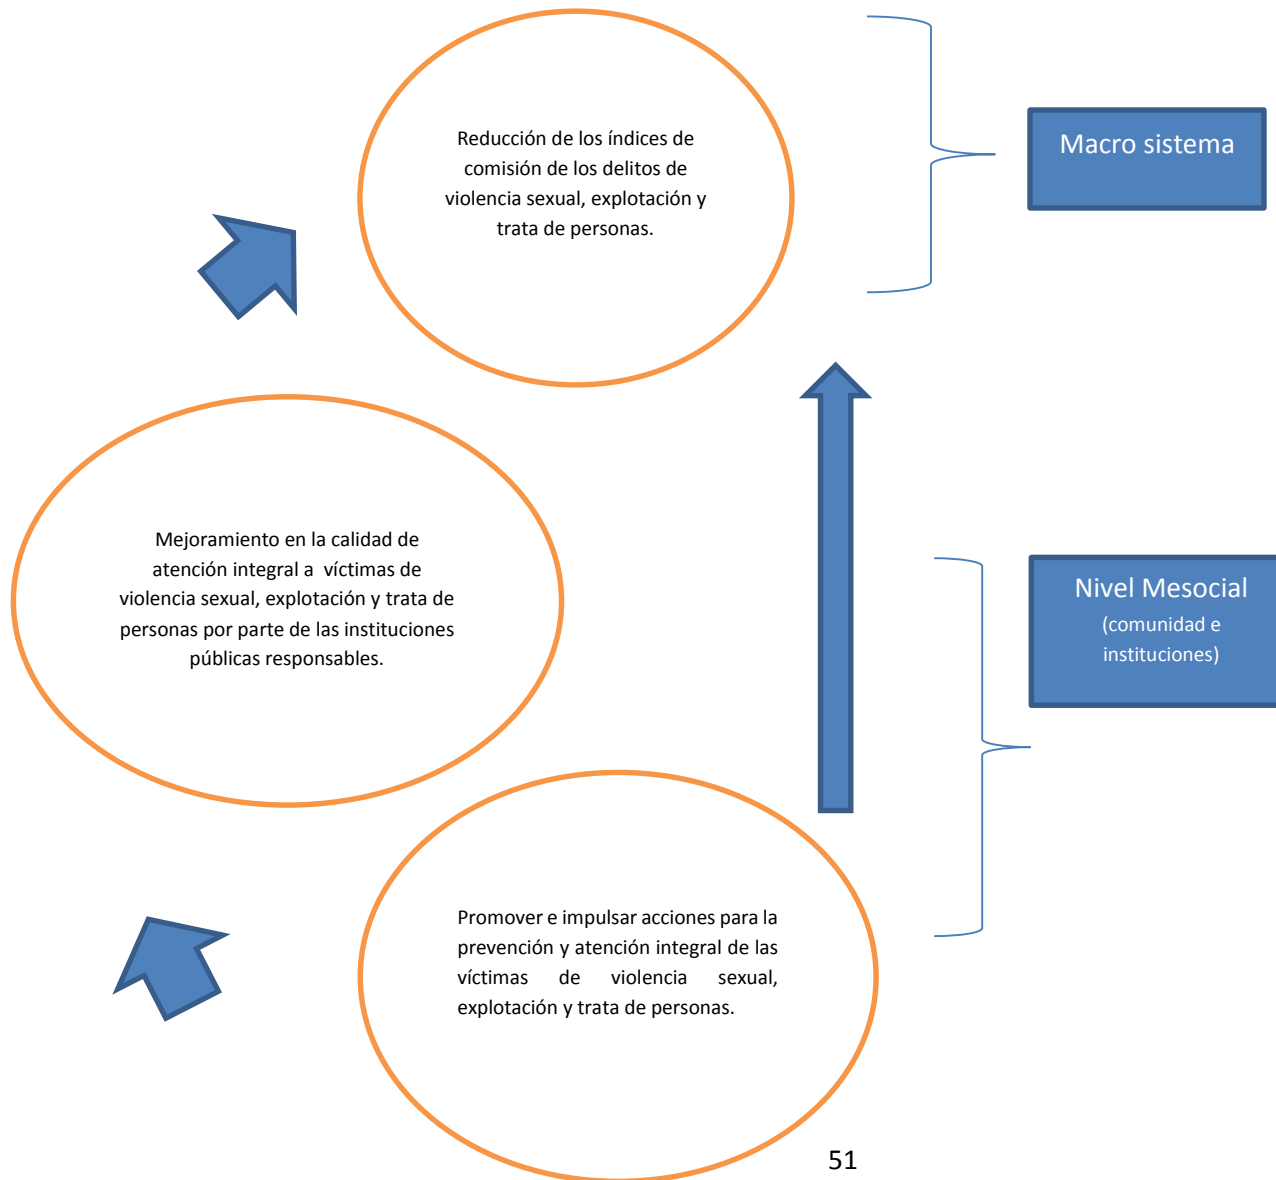 Reducción de los índices de
comisión de los delitos de
violencia sexual, explotación y
trata de personas.
Macro sistema
Mejoramiento en la calidad de
atención integral a víctimas de
violencia sexual, explotación y trata de
personas por parte de las instituciones
públicas responsables.
Nivel Mesocial
(comunidad e
instituciones)
Promover e impulsar acciones para la
prevención y atención integral de las
víctimas de violencia sexual,
explotación y trata de personas.
51